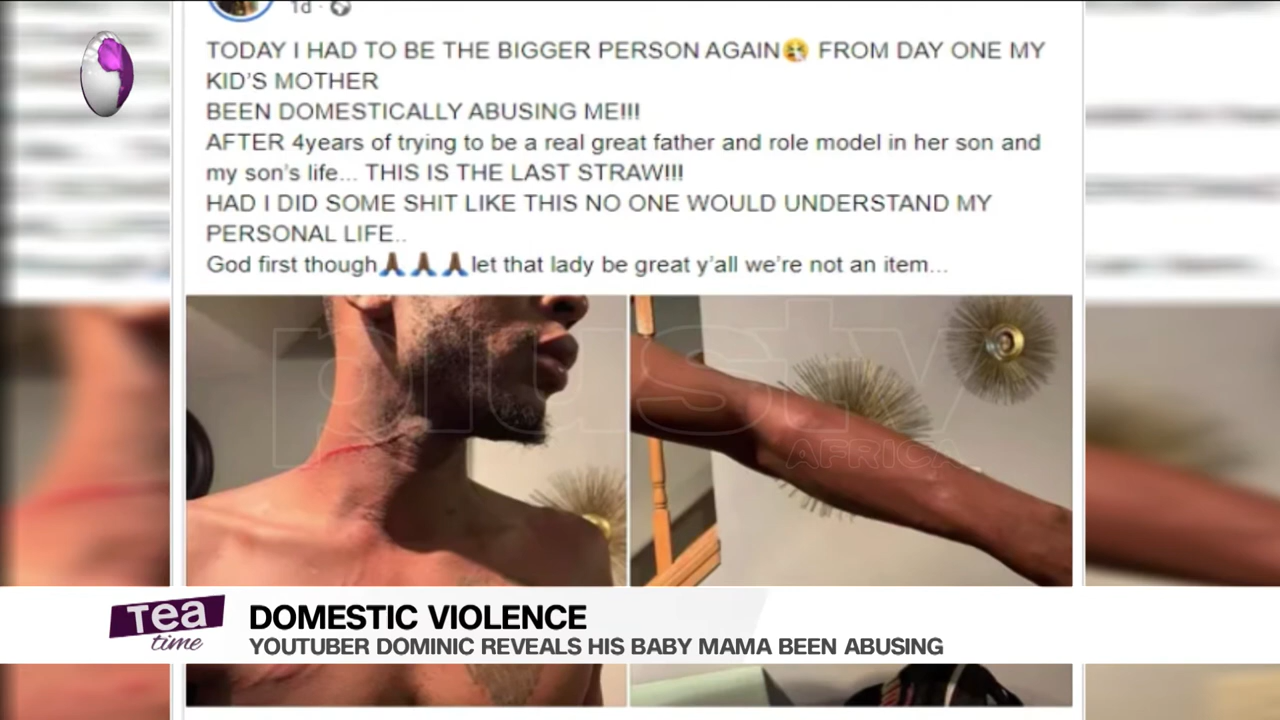 1d
TODAY I HAD TO BE THE BIGGER PERSON AGAIN🤬 FROM DAY ONE MY
KID'S MOTHER
BEEN DOMESTICALLY ABUSING ME!!!
AFTER 4years of trying to be a real great father and role model in her son and
my son's life... THIS IS THE LAST STRAW!!!
HAD I DID SOME SHIT LIKE THIS NO ONE WOULD UNDERSTAND MY
PERSONAL LIFE..
God first though🙏🏿🙏🏿🙏🏿let that lady be great y'all we're not an item...
plustv
AFRICA
Tea
time
DOMESTIC VIOLENCE
YOUTUBER DOMINIC REVEALS HIS BABY MAMA BEEN ABUSING